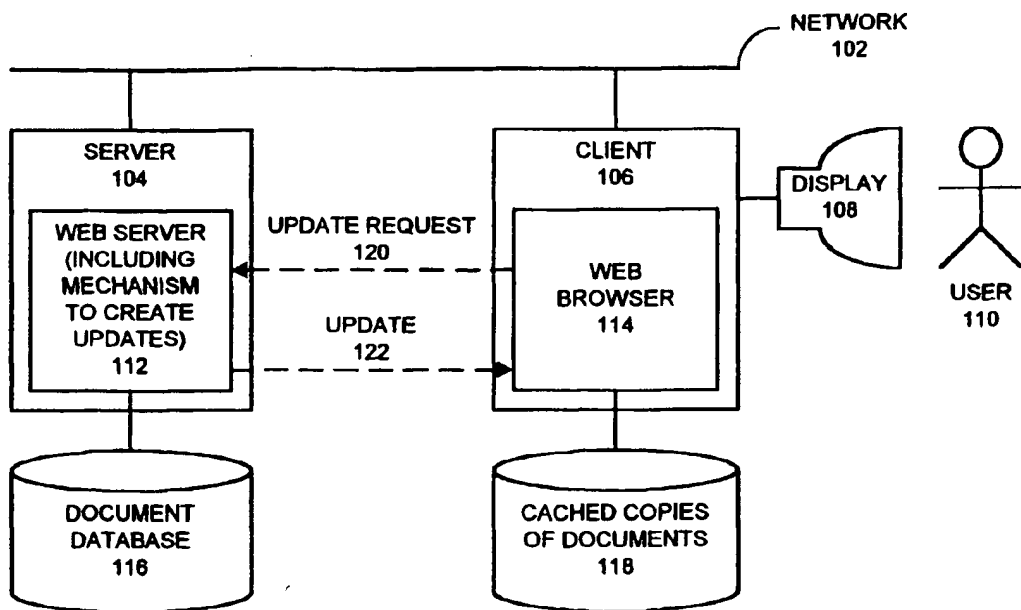 NETWORK
102
SERVER
104
WEB SERVER
(INCLUDING
MECHANISM
TO CREATE
UPDATES)
112
UPDATE REQUEST
120
UPDATE
122
CLIENT
106
WEB
BROWSER
114
DISPLAY
108
USER
110
DOCUMENT
DATABASE
116
CACHED COPIES
OF DOCUMENTS
118